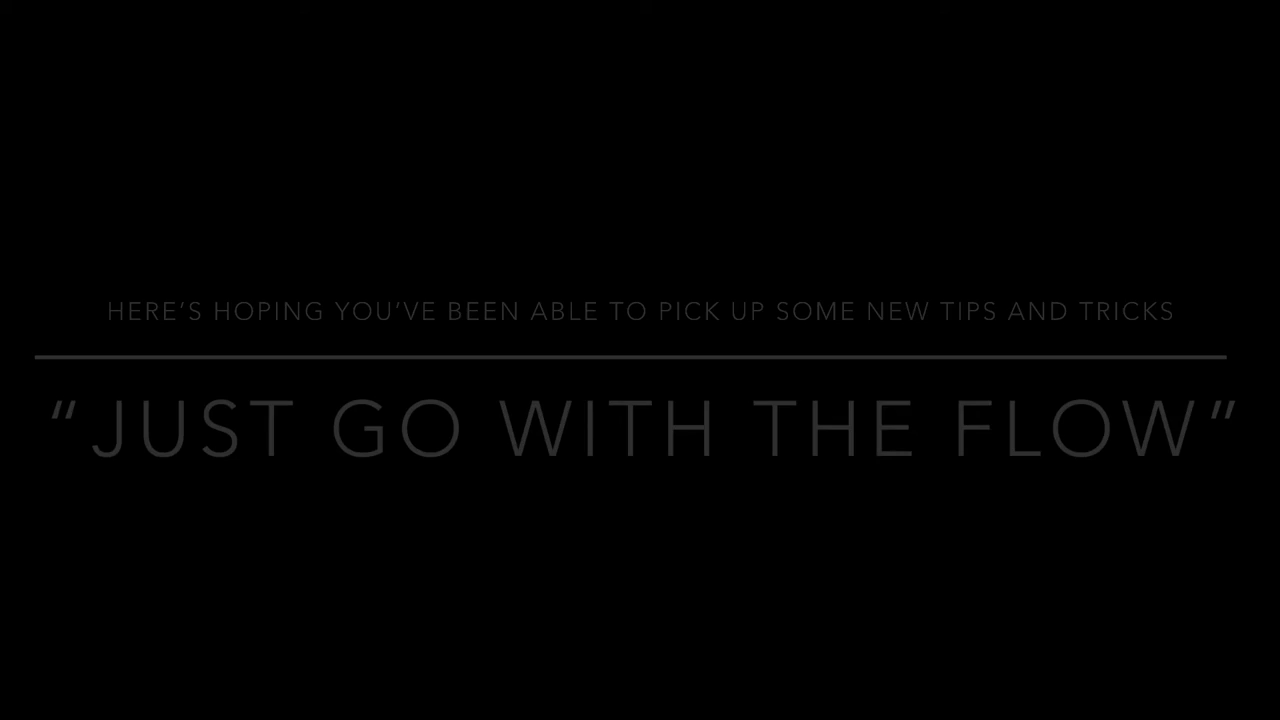 HERE’S HOPING YOU’VE BEEN ABLE TO PICK UP SOME NEW TIPS AND TRICKS
“JUST GO WITH THE FLOW”